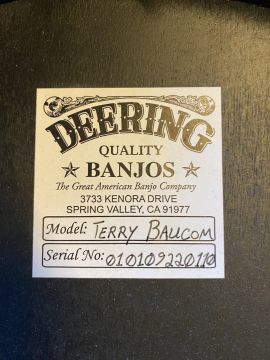 DEERING
QUALITY
BANJOS
The Great American Banjo Company
3733 KENORA DRIVE
SPRING VALLEY, CA 91977
Model: TERRY BAUCOM
Serial No: 010109220110